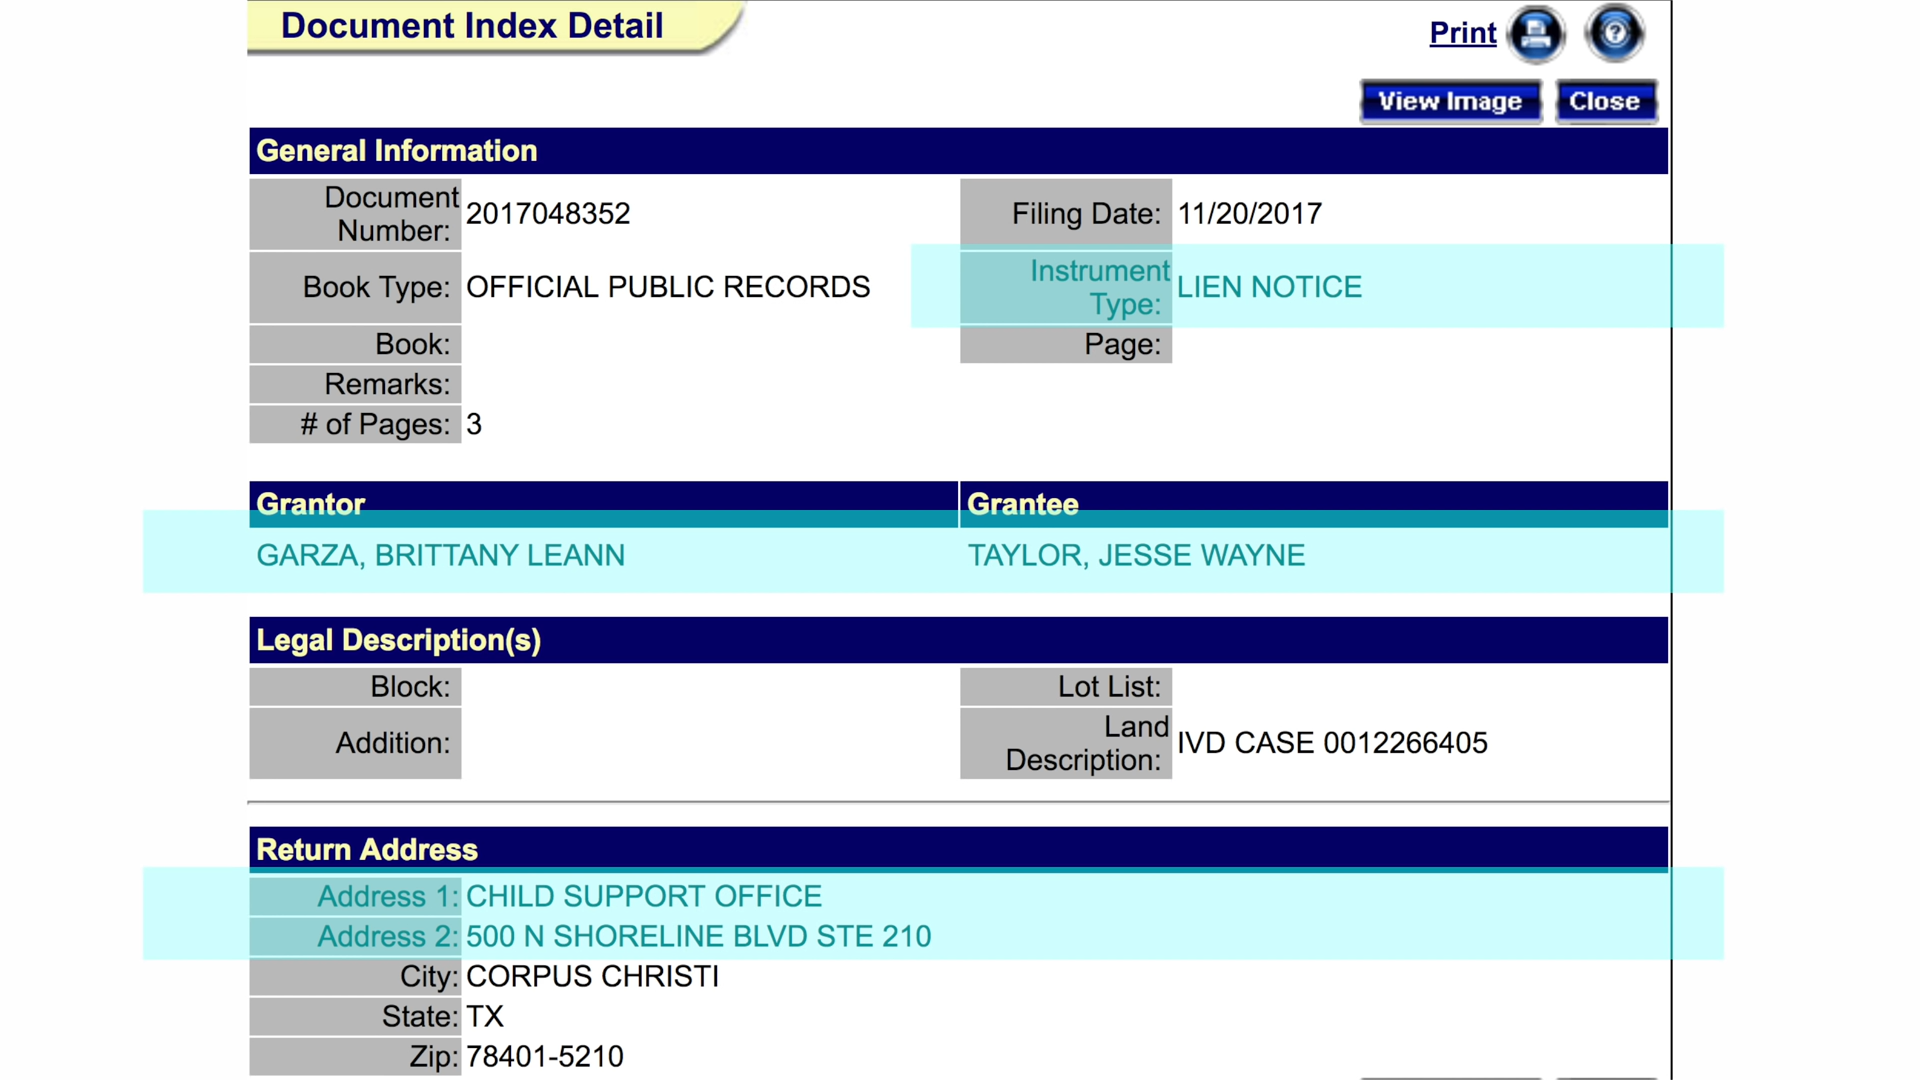 Document Index Detail
Print
View Image Close
General Information
Document Number: 2017048352 Filing Date: 11/20/2017
Book Type: OFFICIAL PUBLIC RECORDS Instrument Type: LIEN NOTICE
Book: Page:
Remarks:
# of Pages: 3
Grantor Grantee
GARZA, BRITTANY LEANN TAYLOR, JESSE WAYNE
Legal Description(s)
Block: Lot List:
Addition: Land Description: IVD CASE 0012266405
Return Address
Address 1: CHILD SUPPORT OFFICE
Address 2: 500 N SHORELINE BLVD STE 210
City: CORPUS CHRISTI
State: TX
Zip: 78401-5210